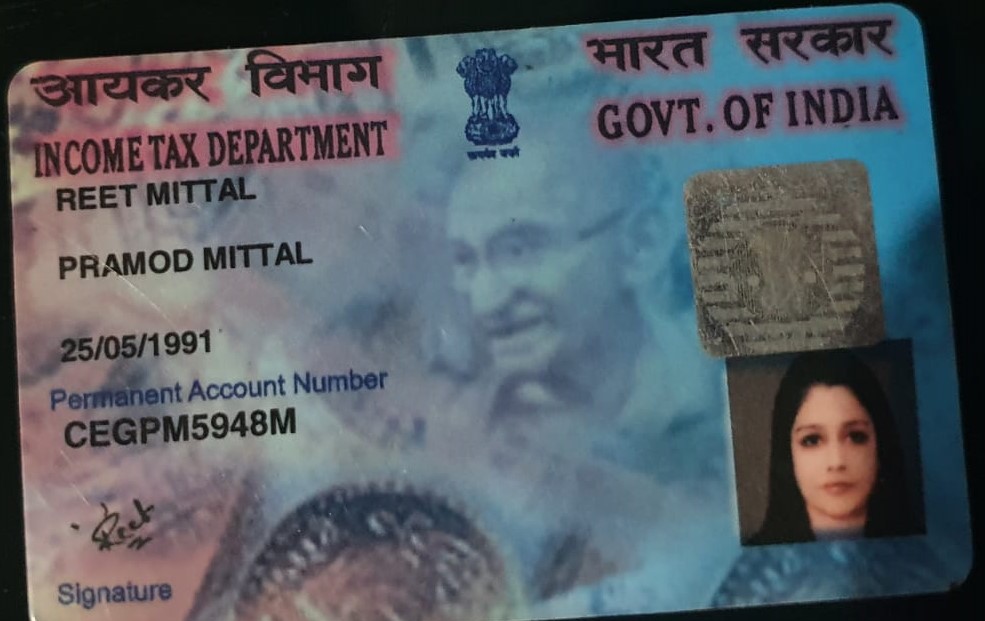 आयकर विभाग
INCOME TAX DEPARTMENT
भारत सरकार
GOVT. OF INDIA
सत्यमेव जयते
REET MITTAL
PRAMOD MITTAL
25/05/1991
Permanent Account Number
CEGPM5948M
Reet
Signature